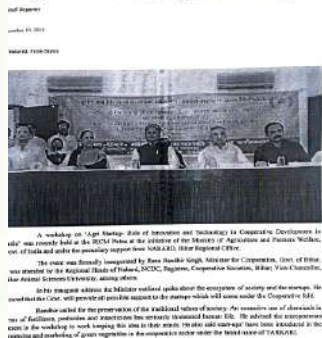 Staff Reporter
A workshop on "Agri Startup: Role of Innovation and Technology in Cooperative Development in
India" was recently held at the RICM Patna at the initiative of the Ministry of Agriculture and Farmers Welfare,
Govt. of India and under the pecuniary support from NABARD, Bihar Regional Office.
The event was formally inaugurated by Rana Randhir Singh, Minister for Cooperation, Govt. of Bihar.
was attended by the Regional Heads of Nabard, NCDC, Registrar, Cooperative Societies, Bihar; Vice-Chancellor,
Bihar Animal Sciences University, among others.
In his inaugural address the Minister outlined spoke about the ecosystem of society and the startups. He
that the Govt. will provide all possible support to the startups which will come under the Cooperative fold.
Randhir called for the preservation of the traditional values of society. An excessive use of chemicals in
of fertilizers, pesticides and insecticides has seriously threatened human life. He advised the entrepreneurs
present in the workshop to work keeping this idea in their minds. He also said start-ups' have been introduced in the
processing and marketing of green vegetables in the cooperative sector under the brand name of TARKARI.